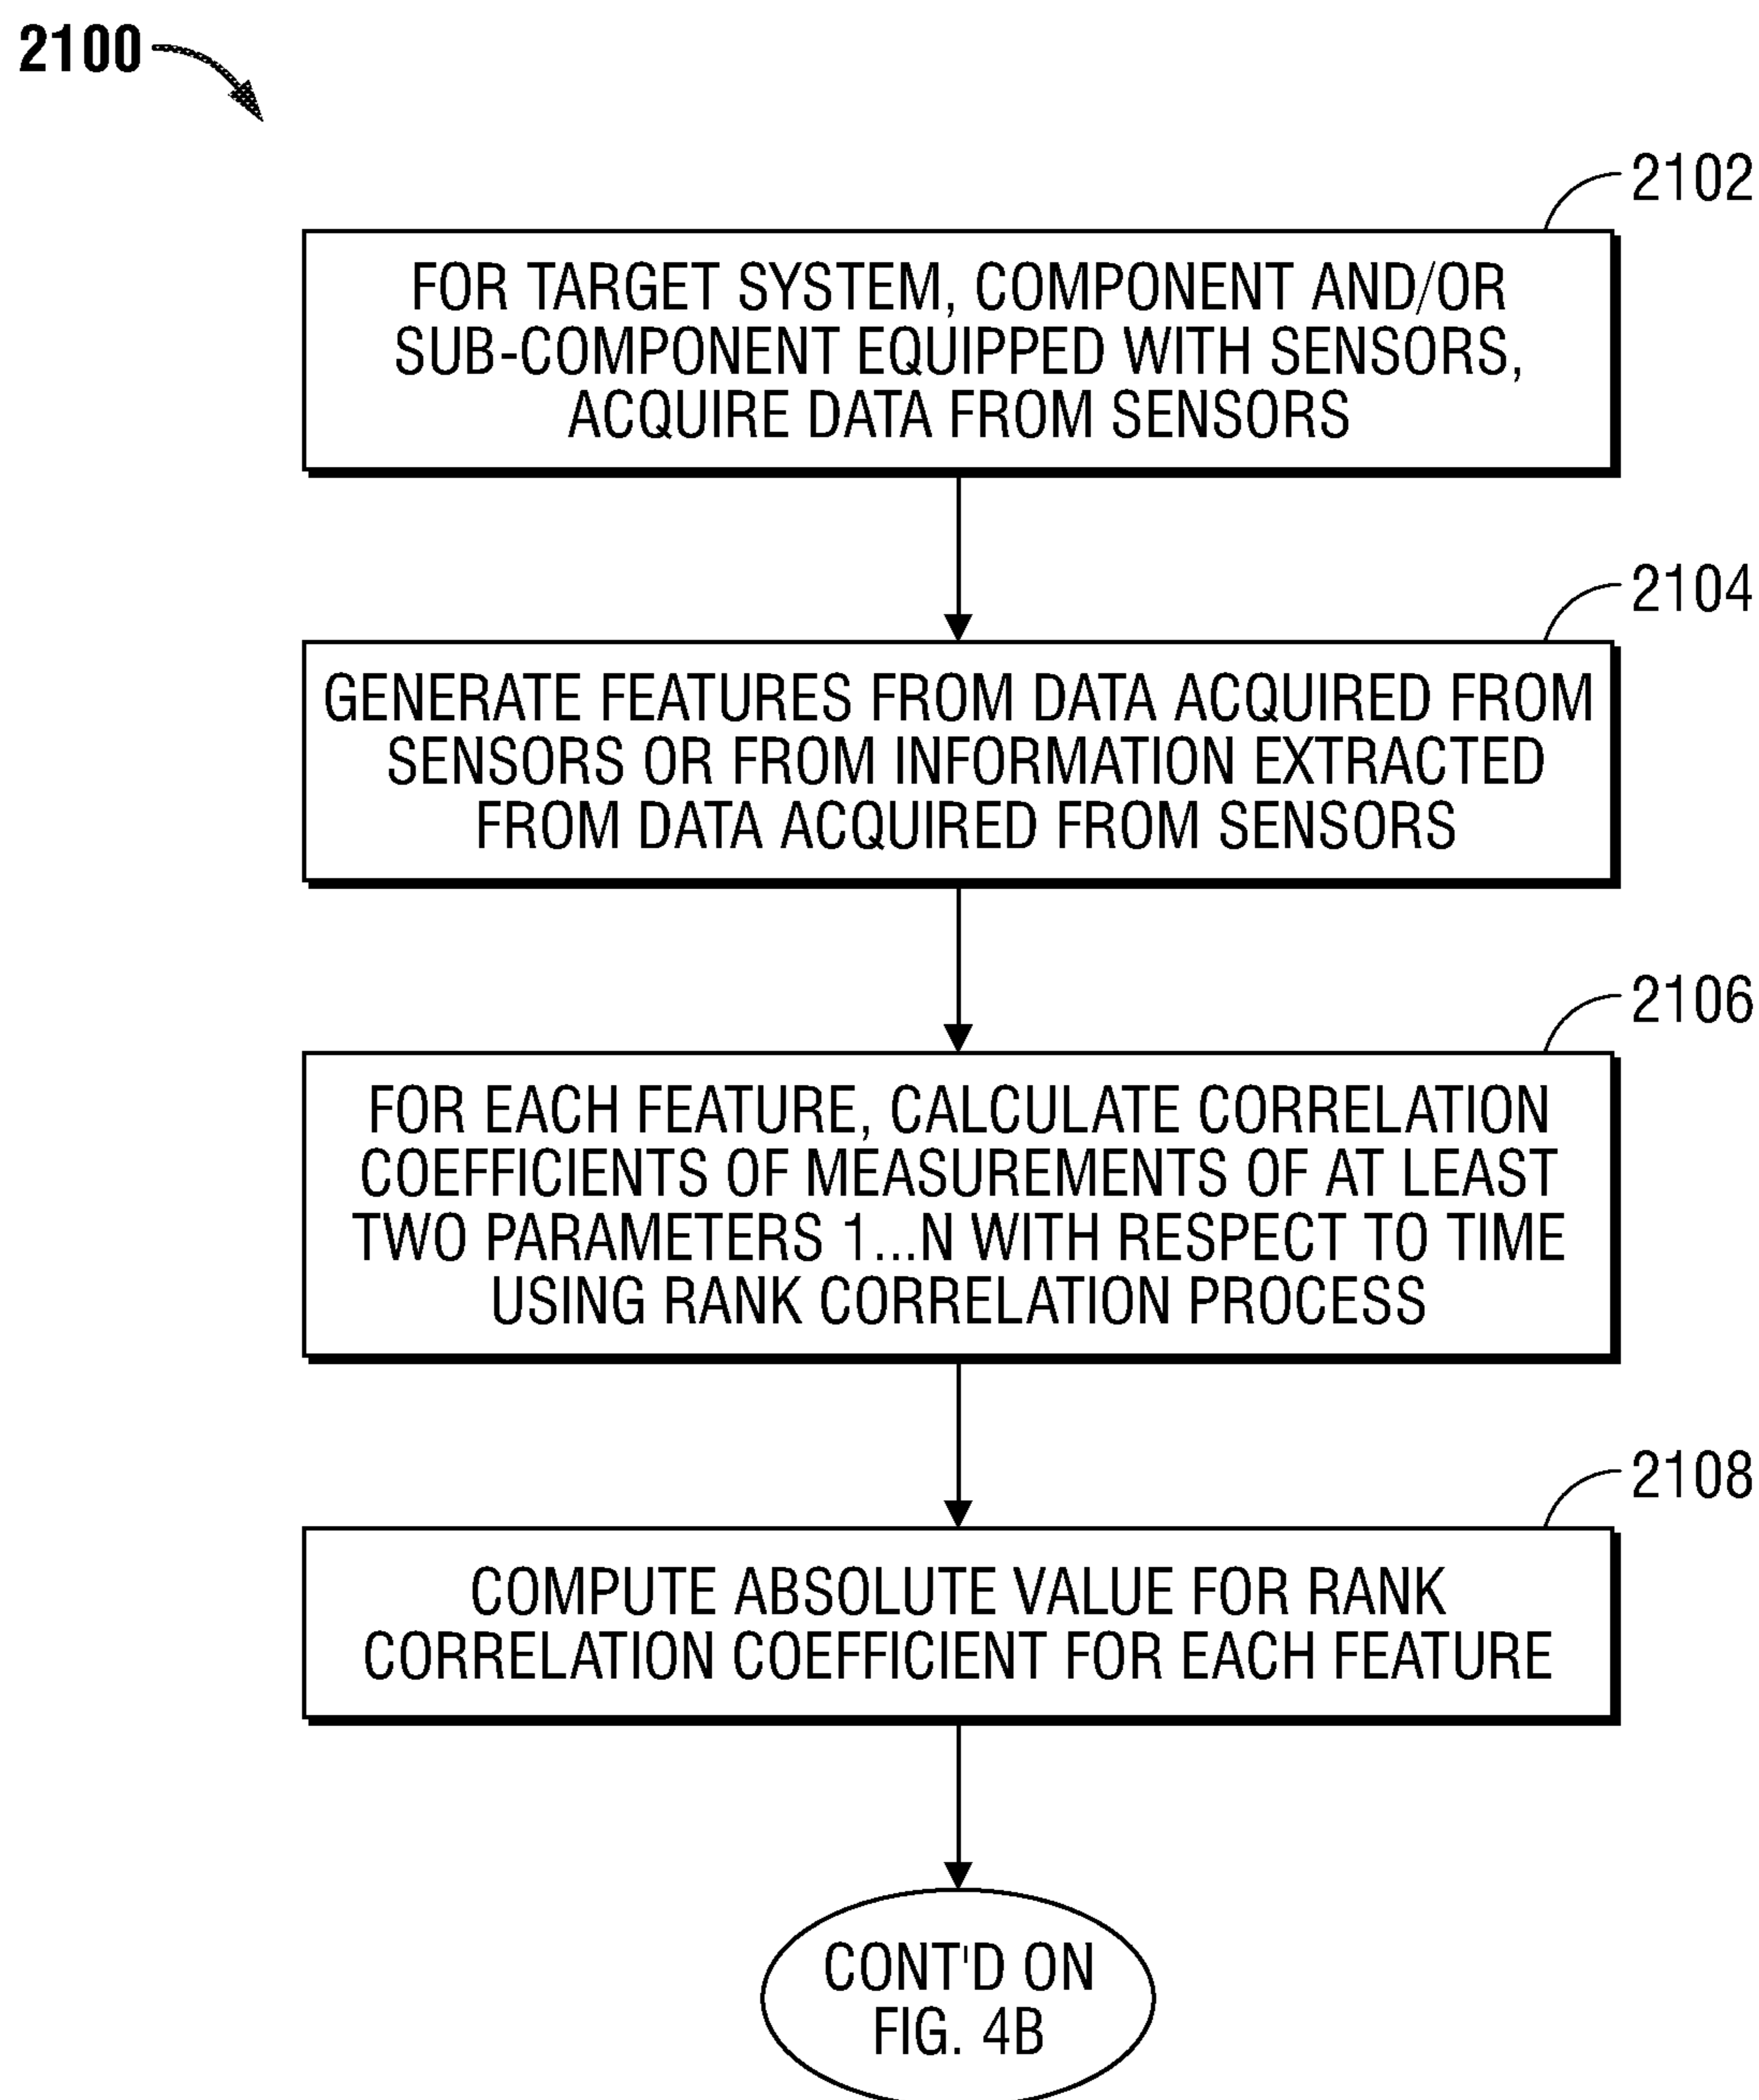 2100
2102
FOR TARGET SYSTEM, COMPONENT AND/OR
SUB-COMPONENT EQUIPPED WITH SENSORS,
ACQUIRE DATA FROM SENSORS
2104
GENERATE FEATURES FROM DATA ACQUIRED FROM
SENSORS OR FROM INFORMATION EXTRACTED
FROM DATA ACQUIRED FROM SENSORS
2106
FOR EACH FEATURE, CALCULATE CORRELATION
COEFFICIENTS OF MEASUREMENTS OF AT LEAST
TWO PARAMETERS 1...N WITH RESPECT TO TIME
USING RANK CORRELATION PROCESS
2108
COMPUTE ABSOLUTE VALUE FOR RANK
CORRELATION COEFFICIENT FOR EACH FEATURE
CONT'D ON
FIG. 4B